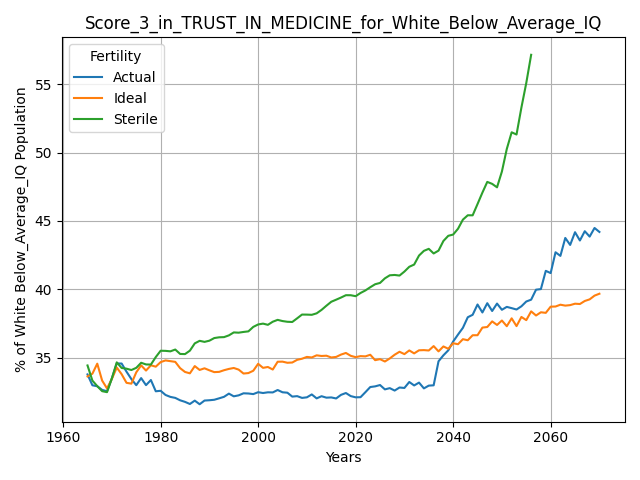 Score_3_in_TRUST_IN_MEDICINE_for_White_Below_Average_IQ
% of White Below_Average_IQ Population
55
50
45
40
35
Fertility
Actual
Ideal
Sterile
1960 1980 2000 2020 2040 2060
Years